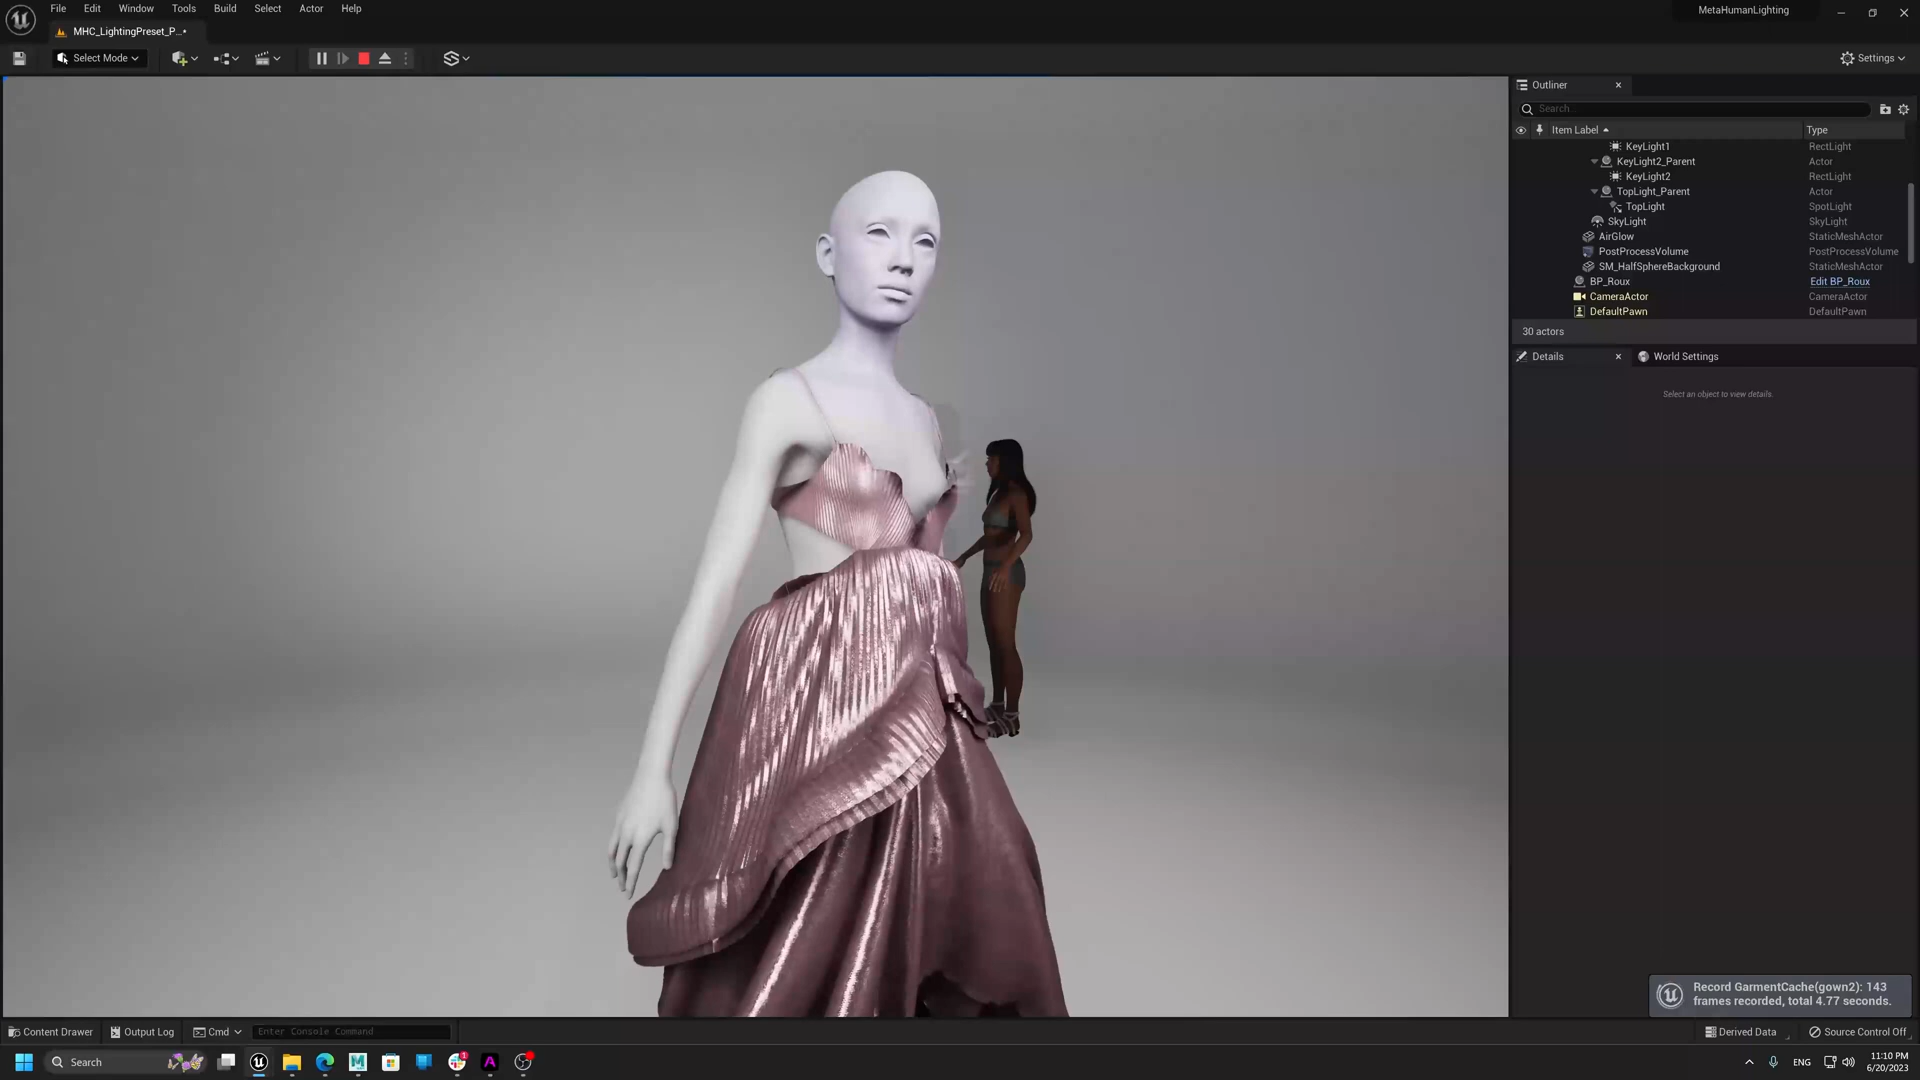 File Edit Window Tools Build Select Actor Help
MetaHumanLighting
MHC_LightingPreset_P...*
Select Mode
Settings
Outliner
Search...
Item Label Type
KeyLight1 RectLight
KeyLight2_Parent Actor
KeyLight2 RectLight
TopLight_Parent Actor
TopLight SpotLight
SkyLight SkyLight
AirGlow StaticMeshActor
PostProcessVolume PostProcessVolume
SM_HalfSphereBackground StaticMeshActor
BP_Roux Edit BP_Roux
CameraActor CameraActor
DefaultPawn DefaultPawn
30 actors
Details World Settings
Select an object to view details.
Record GarmentCache(gown2): 143
frames recorded, total 4.77 seconds.
Content Drawer Output Log Cmd Enter Console Command Derived Data Source Control Off
Search ENG 11:10 PM
6/20/2023